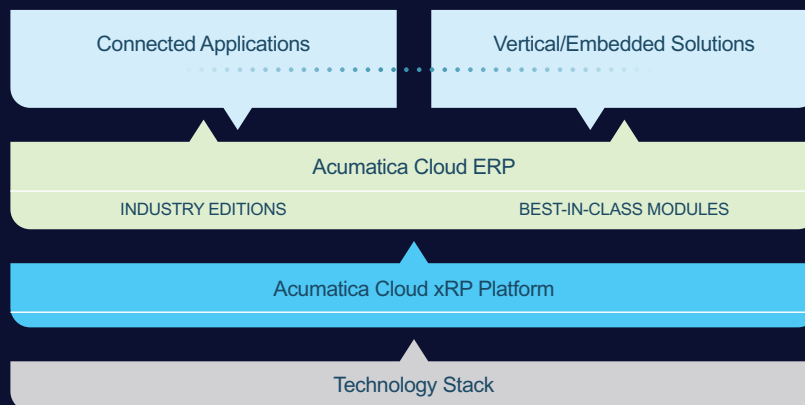 Connected Applications
Vertical/Embedded Solutions
Acumatica Cloud ERP
INDUSTRY EDITIONS
BEST-IN-CLASS MODULES
Acumatica Cloud xRP Platform
Technology Stack